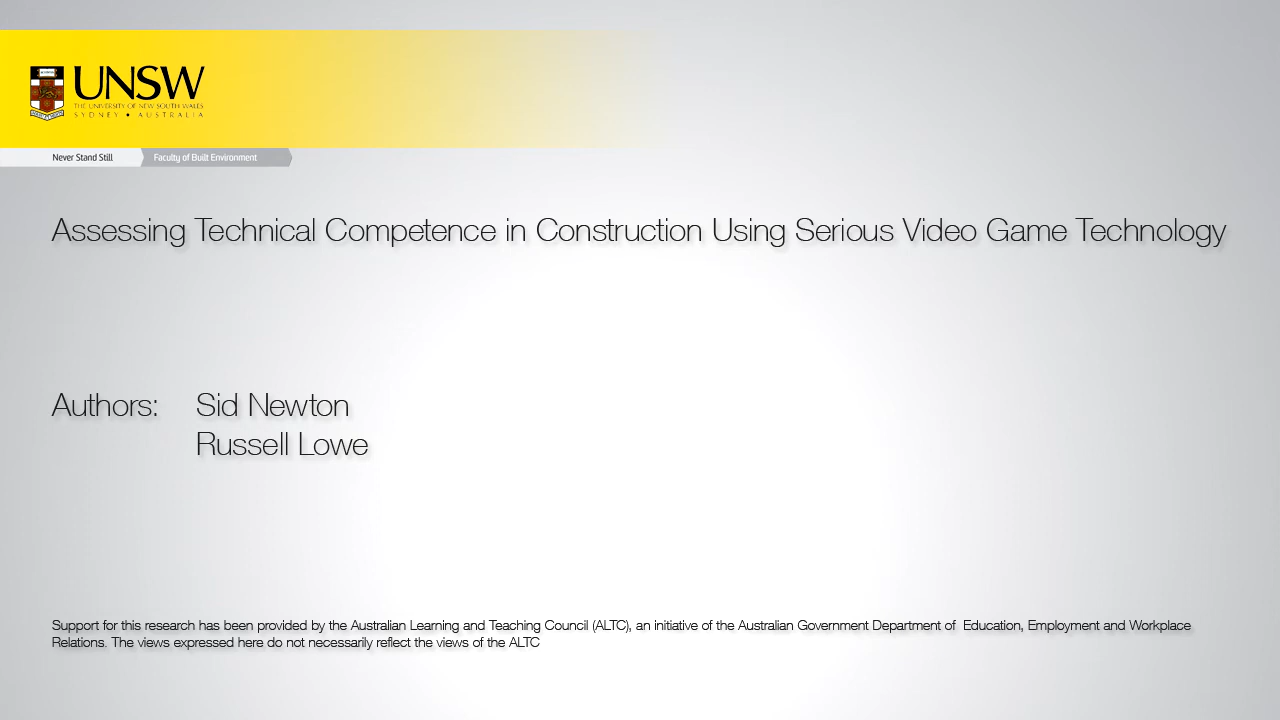 UNSW
THE UNIVERSITY OF NEW SOUTH WALES
SYDNEY • AUSTRALIA
Never Stand Still
Faculty of Built Environment
Assessing Technical Competence in Construction Using Serious Video Game Technology
Authors: Sid Newton
Russell Lowe
Support for this research has been provided by the Australian Learning and Teaching Council (ALTC), an initiative of the Australian Government Department of Education, Employment and Workplace
Relations. The views expressed here do not necessarily reflect the views of the ALTC